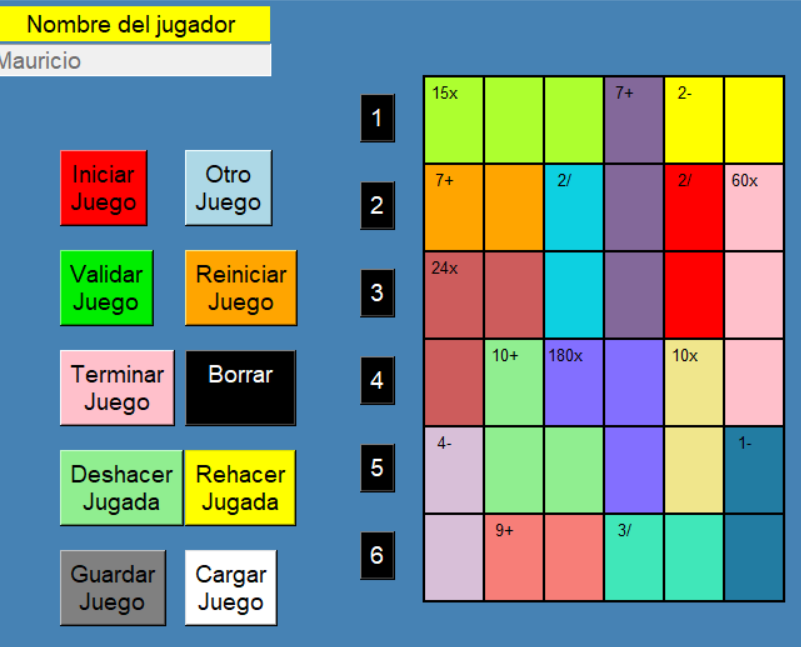 Nombre del jugador
Mauricio
1
15x
7+
2-
Iniciar
Juego
Otro
Juego
2
7+
2/
2/
60x
Validar
Juego
Reiniciar
Juego
3
24x
Terminar
Juego
Borrar
4
10+
180x
10x
Deshacer
Jugada
Rehacer
Jugada
5
4-
1-
Guardar
Juego
Cargar
Juego
6
9+
3/